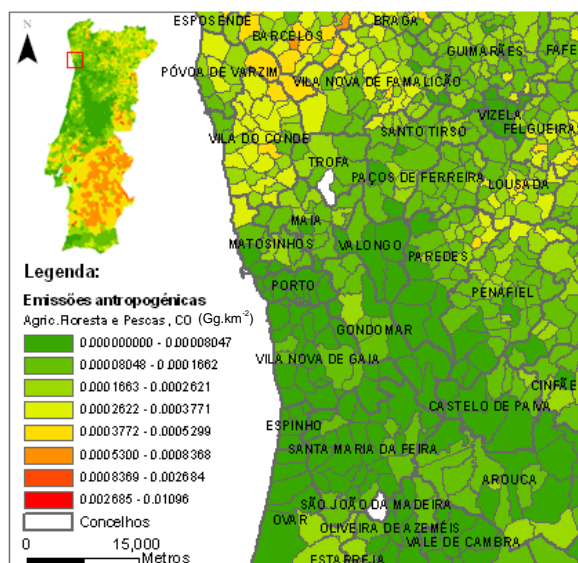 N
ESPOSENDE
BRAGA
BARCELOS
GUIMARÃES
FAFE
PÓVOA DE VARZIM
VILA NOVA DE FAMALICÃO
VIZELA
FELGUEIRA
SANTO TIRSO
VILA DO CONDE
TROFA
PAÇOS DE FERREIRA
LOUSADA
MAIA
MATOSINHOS
VALONGO
PAREDES
PORTO
PENAFIEL
GONDOMAR
VILA NOVA DE GAIA
CINFÃE
CASTELO DE PAIVA
ESPINHO
SANTA MARIA DA FEIRA
AROUCA
SÃO JOÃO DA MADEIRA
OVAR
OLIVEIRA DE AZEMÉIS
VALE DE CAMBRA
ESTARREJA
Legenda:
Emissões antropogénicas
Agric.Floresta e Pescas, CO (Gg.km-2)
0.000000000 - 0.00008047
0.00008048 - 0.0001662
0.0001663 - 0.0002621
0.0002622 - 0.0003771
0.0003772 - 0.0005299
0.0005300 - 0.0008368
0.0008369 - 0.002684
0.002685 - 0.01096
Concelhos
0 15,000
Metros